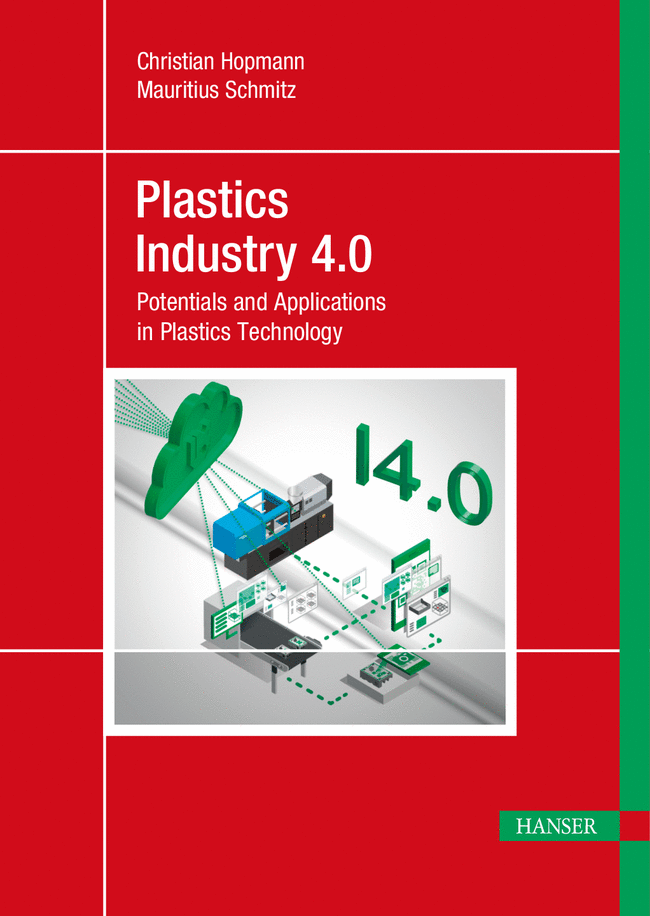 Christian Hopmann
Mauritius Schmitz
Plastics
Industry 4.0
Potentials and Applications
in Plastics Technology
I4.0
HANSER